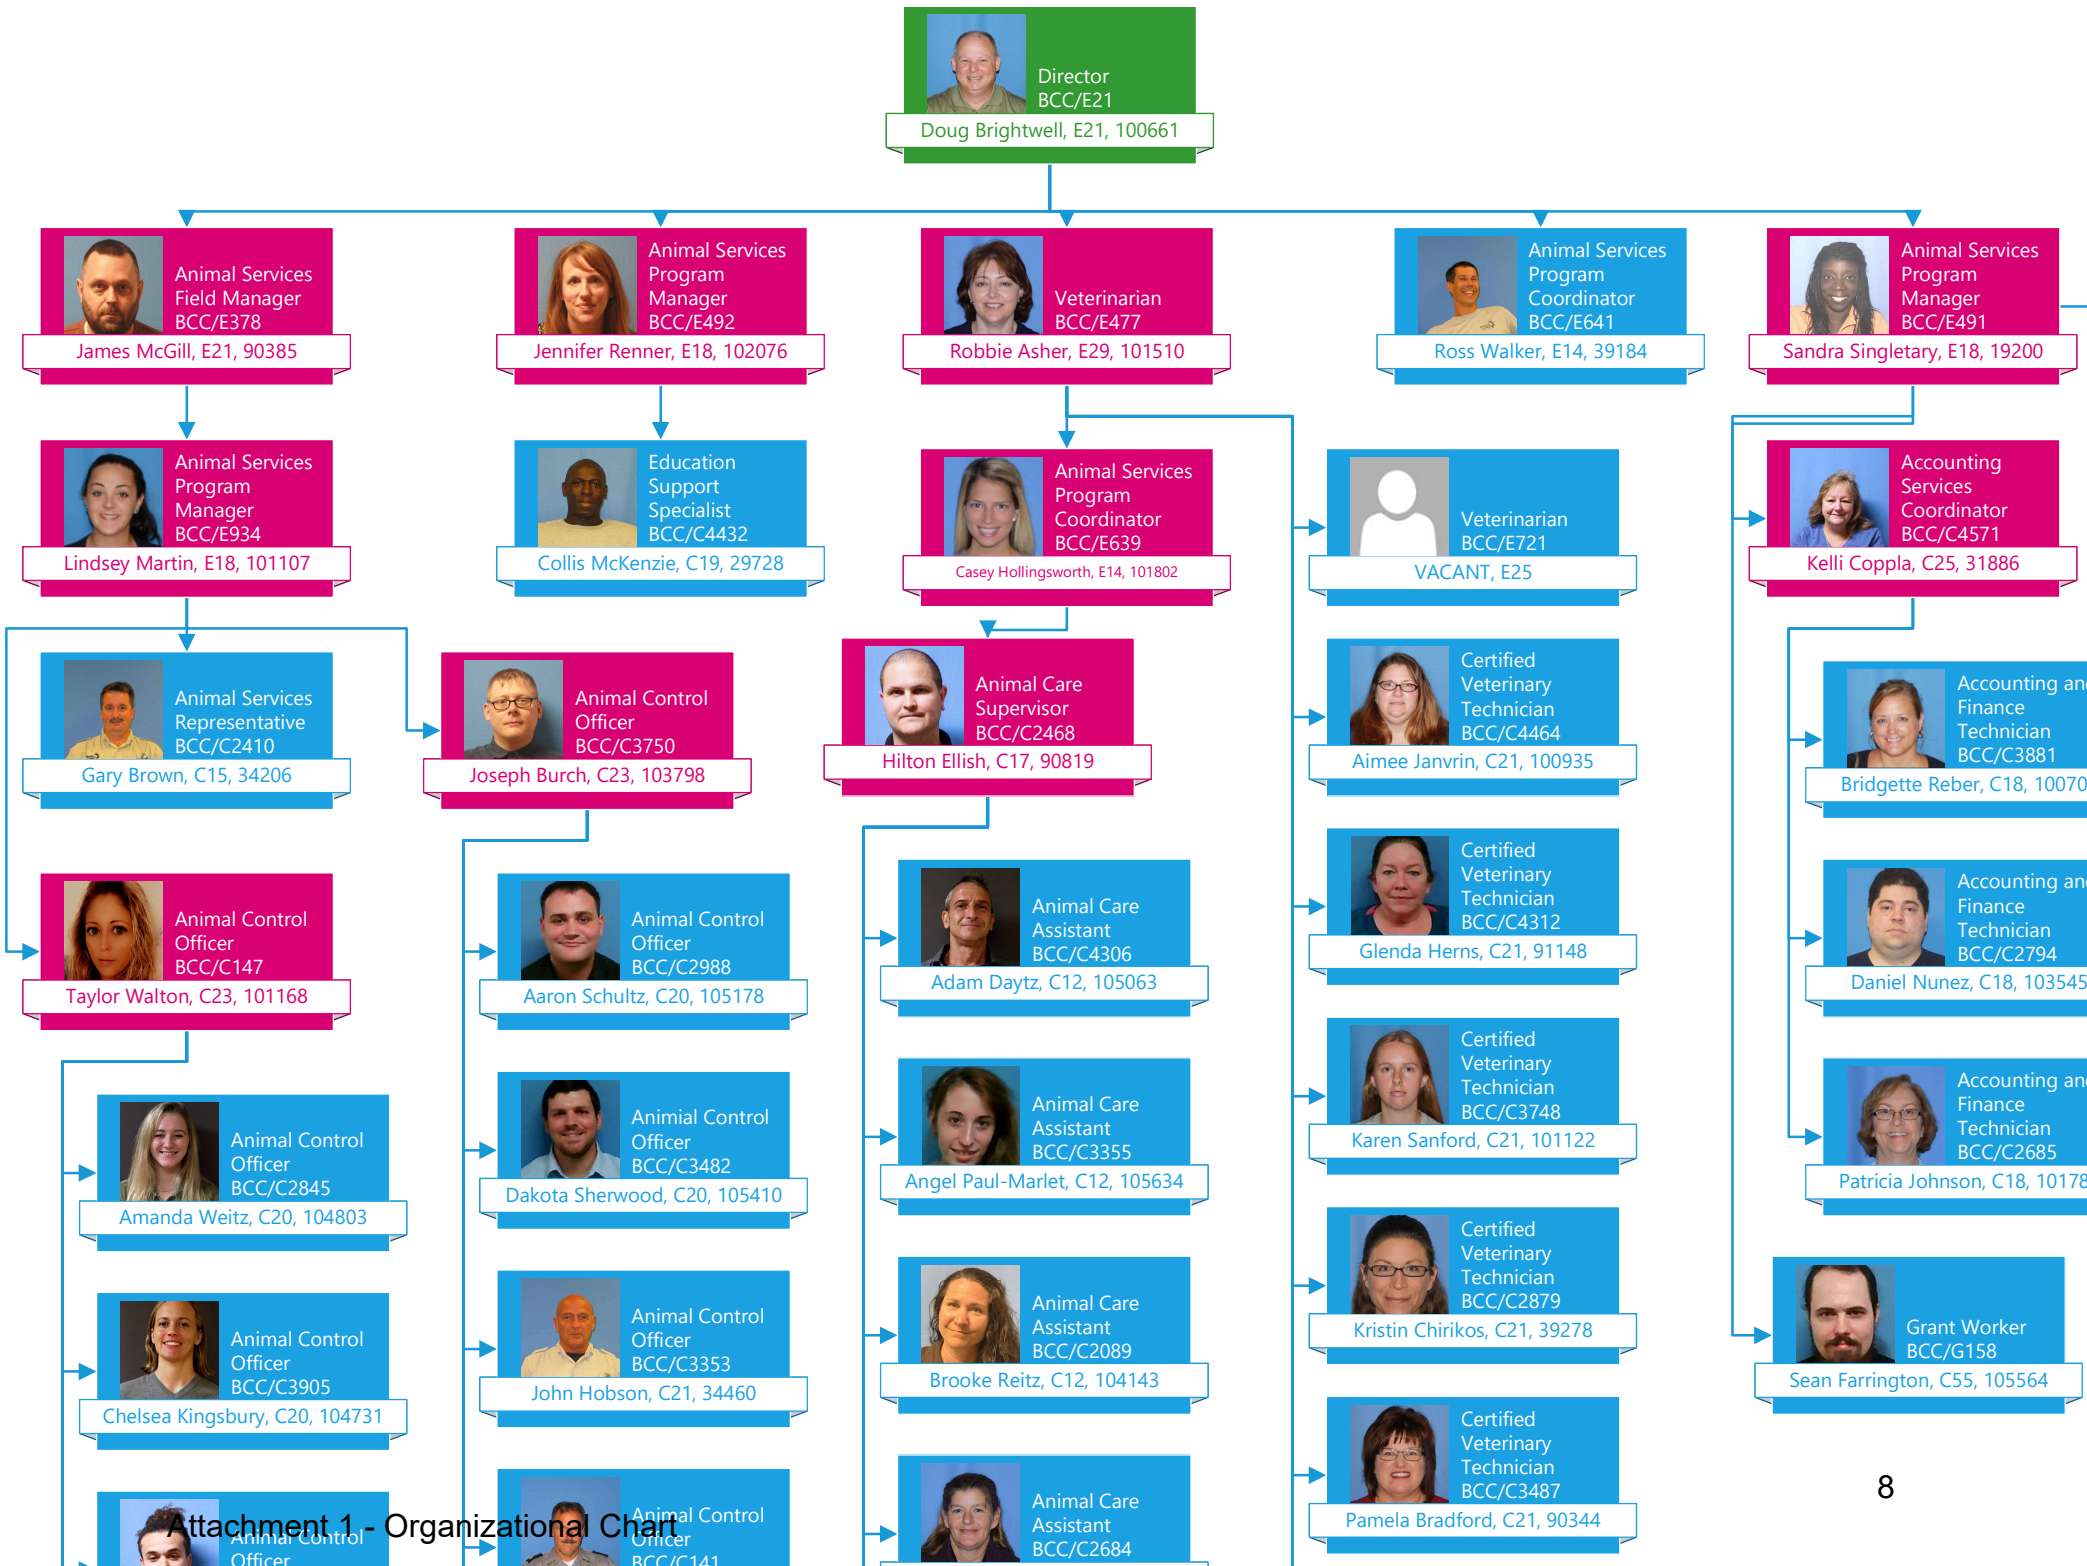 Director
BCC/E21
Doug Brightwell, E21, 100661
Animal Services
Field Manager
BCC/E378
James McGill, E21, 90385
Animal Services
Program
Manager
BCC/E492
Jennifer Renner, E18, 102076
Veterinarian
BCC/E477
Robbie Asher, E29, 101510
Animal Services
Program
Coordinator
BCC/E641
Ross Walker, E14, 39184
Animal Services
Program
Manager
BCC/E491
Sandra Singletary, E18, 19200
Animal Services
Program
Manager
BCC/E934
Lindsey Martin, E18, 101107
Education
Support
Specialist
BCC/C4432
Collis McKenzie, C19, 29728
Animal Services
Program
Coordinator
BCC/E639
Casey Hollingsworth, E14, 101802
Veterinarian
BCC/E721
VACANT, E25
Accounting
Services
Coordinator
BCC/C4571
Kelli Coppla, C25, 31886
Animal Services
Representative
BCC/C2410
Gary Brown, C15, 34206
Animal Control
Officer
BCC/C3750
Joseph Burch, C23, 103798
Animal Care
Supervisor
BCC/C2468
Hilton Ellish, C17, 90819
Certified
Veterinary
Technician
BCC/C4464
Aimee Janvrin, C21, 100935
Accounting an
Finance
Technician
BCC/C3881
Bridgette Reber, C18, 10070
Animal Control
Officer
BCC/C147
Taylor Walton, C23, 101168
Animal Control
Officer
BCC/C2988
Aaron Schultz, C20, 105178
Animal Care
Assistant
BCC/C4306
Adam Daytz, C12, 105063
Certified
Veterinary
Technician
BCC/C4312
Glenda Herns, C21, 91148
Accounting an
Finance
Technician
BCC/C2794
Daniel Nunez, C18, 103545
Animal Control
Officer
BCC/C2845
Amanda Weitz, C20, 104803
Animial Control
Officer
BCC/C3482
Dakota Sherwood, C20, 105410
Animal Care
Assistant
BCC/C3355
Angel Paul-Marlet, C12, 105634
Certified
Veterinary
Technician
BCC/C3748
Karen Sanford, C21, 101122
Accounting an
Finance
Technician
BCC/C2685
Patricia Johnson, C18, 10178
Animal Control
Officer
BCC/C3905
Chelsea Kingsbury, C20, 104731
Animal Control
Officer
BCC/C3353
John Hobson, C21, 34460
Animal Care
Assistant
BCC/C2089
Brooke Reitz, C12, 104143
Certified
Veterinary
Technician
BCC/C2879
Kristin Chirikos, C21, 39278
Grant Worker
BCC/G158
Sean Farrington, C55, 105564
Animal Control
Officer
Animal Control
Officer
BCC/C141
Animal Care
Assistant
BCC/C2684
Certified
Veterinary
Technician
BCC/C3487
Pamela Bradford, C21, 90344
8
Attachment 1 - Organizational Chart